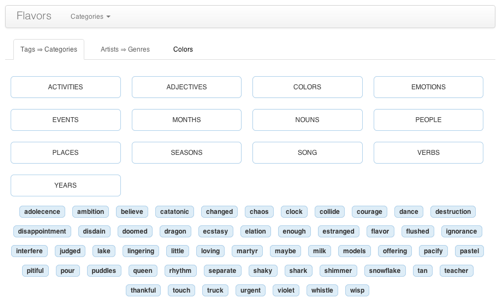 Flavors Categories
Tags ⇒ Categories Artists ⇒ Genres Colors
ACTIVITIES ADJECTIVES COLORS EMOTIONS
EVENTS MONTHS NOUNS PEOPLE
PLACES SEASONS SONG VERBS
YEARS
adolecence ambition believe catatonic changed chaos clock collide courage dance destruction
disappointment disdain doomed dragon ecstasy elation enough estranged flavor flushed ignorance
interfere judged lake lingering little loving martyr maybe milk models offering pacify pastel
pitiful pour puddles queen rhythm separate shaky shark shimmer snowflake tan teacher
thankful touch truck urgent violet whistle wisp